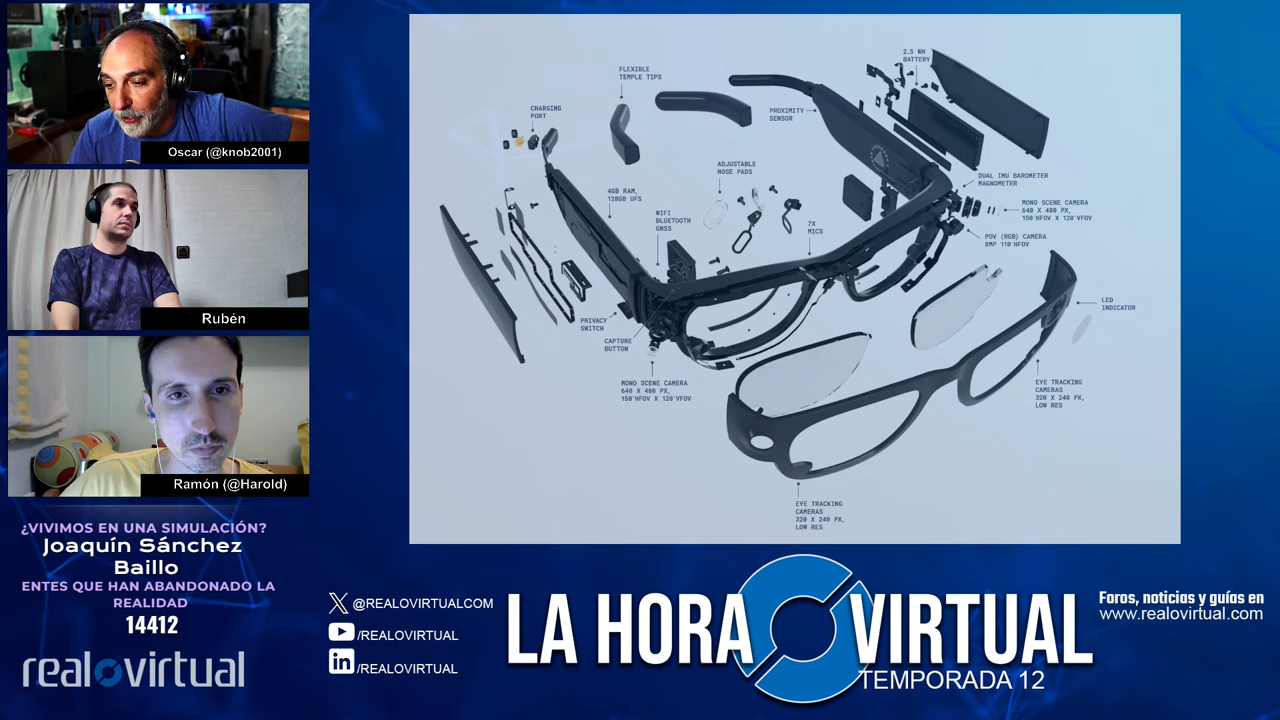 Oscar (@knob2001)
Rubén
Ramón (@Harold)
¿VIVIMOS EN UNA SIMULACIÓN?
Joaquín Sánchez
Baillo
ENTES QUE HAN ABANDONADO LA
REALIDAD
14412
realovirtual
FLEXIBLE
TEMPLE TIPS
CHARGING
PORT
2.5 WH
BATTERY
PROXIMITY
SENSOR
ADJUSTABLE
NOSE PADS
4GB RAM,
128GB UFS
WIFI
BLUETOOTH
GNSS
7X
MICS
DUAL IMU BAROMETER
MAGNOMETER
MONO SCENE CAMERA
640 X 480 PX,
150°HFOV X 120°VFOV
POV (RGB) CAMERA
8MP 110°HFOV
LED
INDICATOR
PRIVACY
SWITCH
CAPTURE
BUTTON
MONO SCENE CAMERA
640 X 480 PX,
150°HFOV X 120°VFOV
EYE TRACKING
CAMERAS
320 X 240 PX,
LOW RES
EYE TRACKING
CAMERAS
320 X 240 PX,
LOW RES
@REALOVIRTUALCOM
/REALOVIRTUAL
in /REALOVIRTUAL
LA HORA VIRTUAL
TEMPORADA 12
Foros, noticias y guías en
www.realovirtual.com